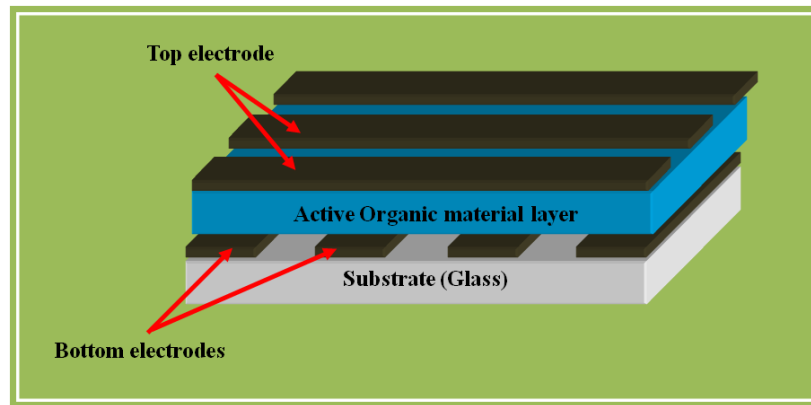 Top electrode
Active Organic material layer
Substrate (Glass)
Bottom electrodes